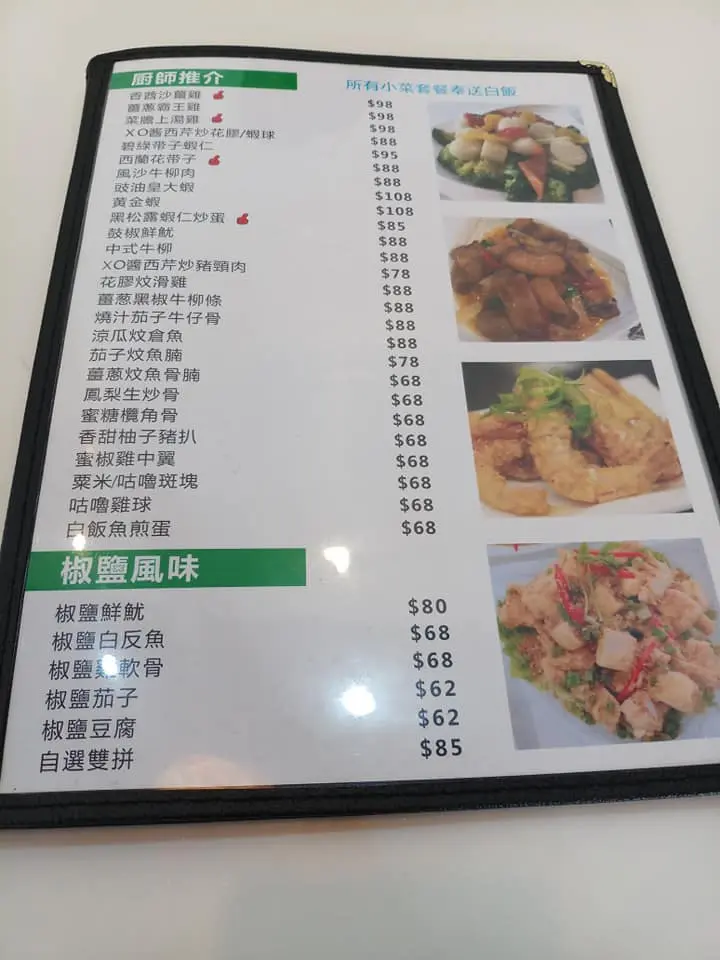 廚師推介
所有小菜套餐奉送白飯
香醬沙薑雞 $98
薑蔥霸王雞 $98
菜膽上湯雞 $98
XO醬西芹炒花膠/蝦球 $88
碧綠帶子蝦仁 $95
西蘭花帶子 $88
風沙牛柳肉 $88
豉油皇大蝦 $108
黃金蝦 $108
黑松露蝦仁炒蛋 $85
鼓椒鮮魷 $88
中式牛柳 $88
XO醬西芹炒豬頸肉 $78
花膠炆滑雞 $88
薑蔥黑椒牛柳條 $88
燒汁茄子牛仔骨 $88
涼瓜炆倉魚 $88
茄子炆魚腩 $78
薑蔥炆魚骨腩 $68
鳳梨生炒骨 $68
蜜糖欖角骨 $68
香甜柚子豬扒 $68
蜜椒雞中翼 $68
粟米/咕嚕斑塊 $68
咕嚕雞球 $68
白飯魚煎蛋 $68
椒鹽風味
椒鹽鮮魷 $80
椒鹽白反魚 $68
椒鹽雞軟骨 $68
椒鹽茄子 $62
椒鹽豆腐 $62
自選雙拼 $85